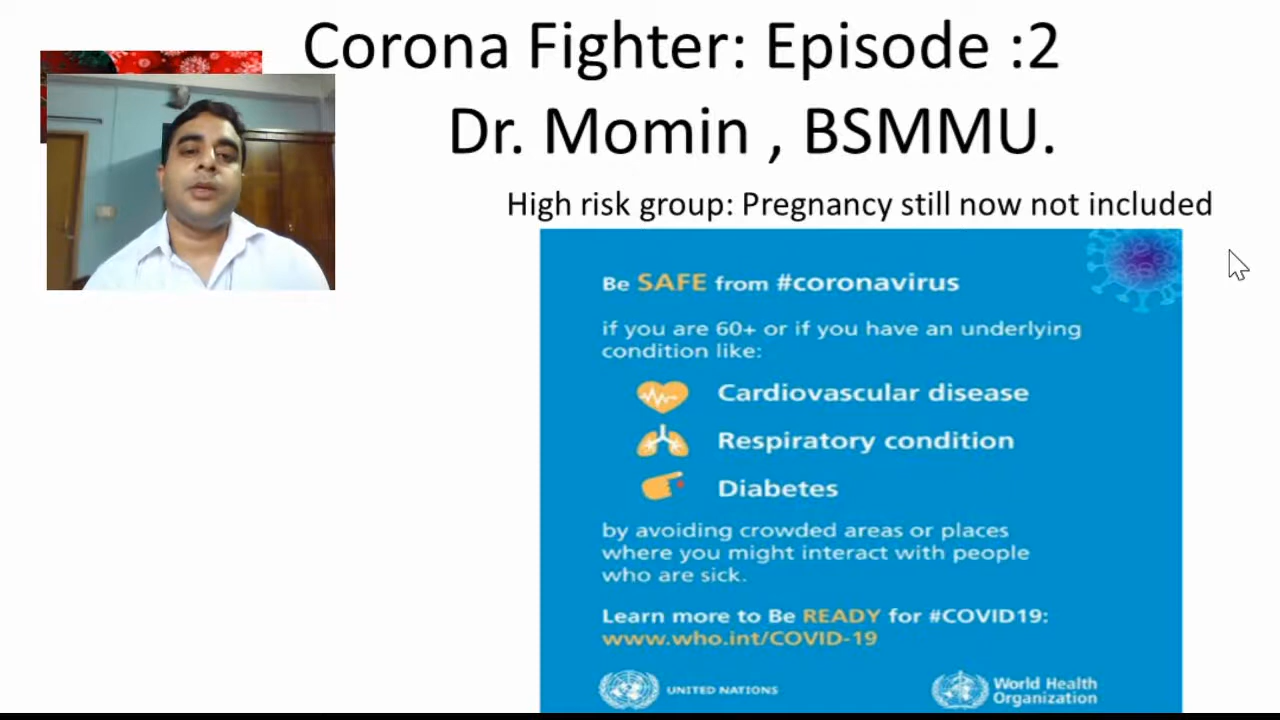 Corona Fighter: Episode :2
Dr. Momin , BSMMU.
High risk group: Pregnancy still now not included
Be SAFE from #coronavirus
if you are 60+ or if you have an underlying
condition like:
Cardiovascular disease
Respiratory condition
Diabetes
by avoiding crowded areas or places
where you might interact with people
who are sick.
Learn more to Be READY for #COVID19:
www.who.int/COVID-19
UNITED NATIONS
World Health
Organization